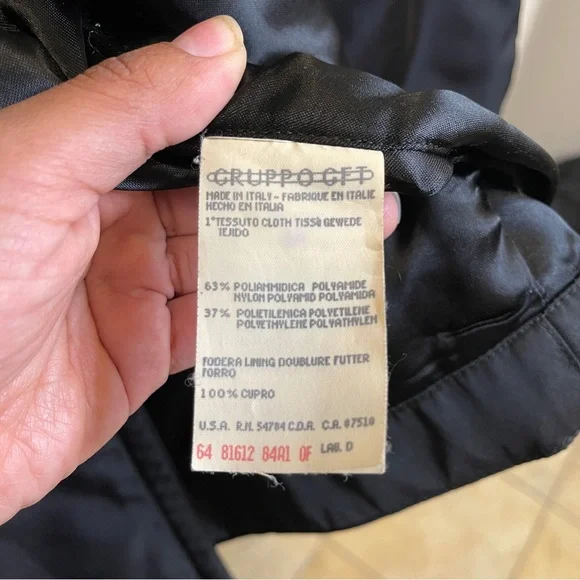 GRUPPO GFT
MADE IN ITALY - FABRIQUE EN ITALIE
HECHO EN ITALIA
1°TESSUTO CLOTH TISSU GEWEDE
TEJIDO
63% POLIAMMIDICA POLYAMIDE
NYLON POLYAMID POLYAMIDA
37% POLIETILENICA POLYETILENE
POLYETHYLENE POLYATHYLEN
FODERA LINING DOUBLURE FUTTER
FORRO
100% CUPRO
U.S.A. R.N. 54784 C.D.A. C.A. 07510
64 81612 84A1 0F LAB. D